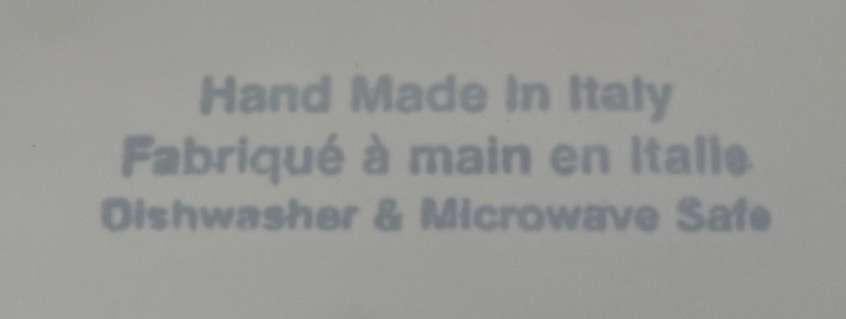 Hand Made In Italy
Fabriqué à main en Italie
Dishwasher & Microwave Safe